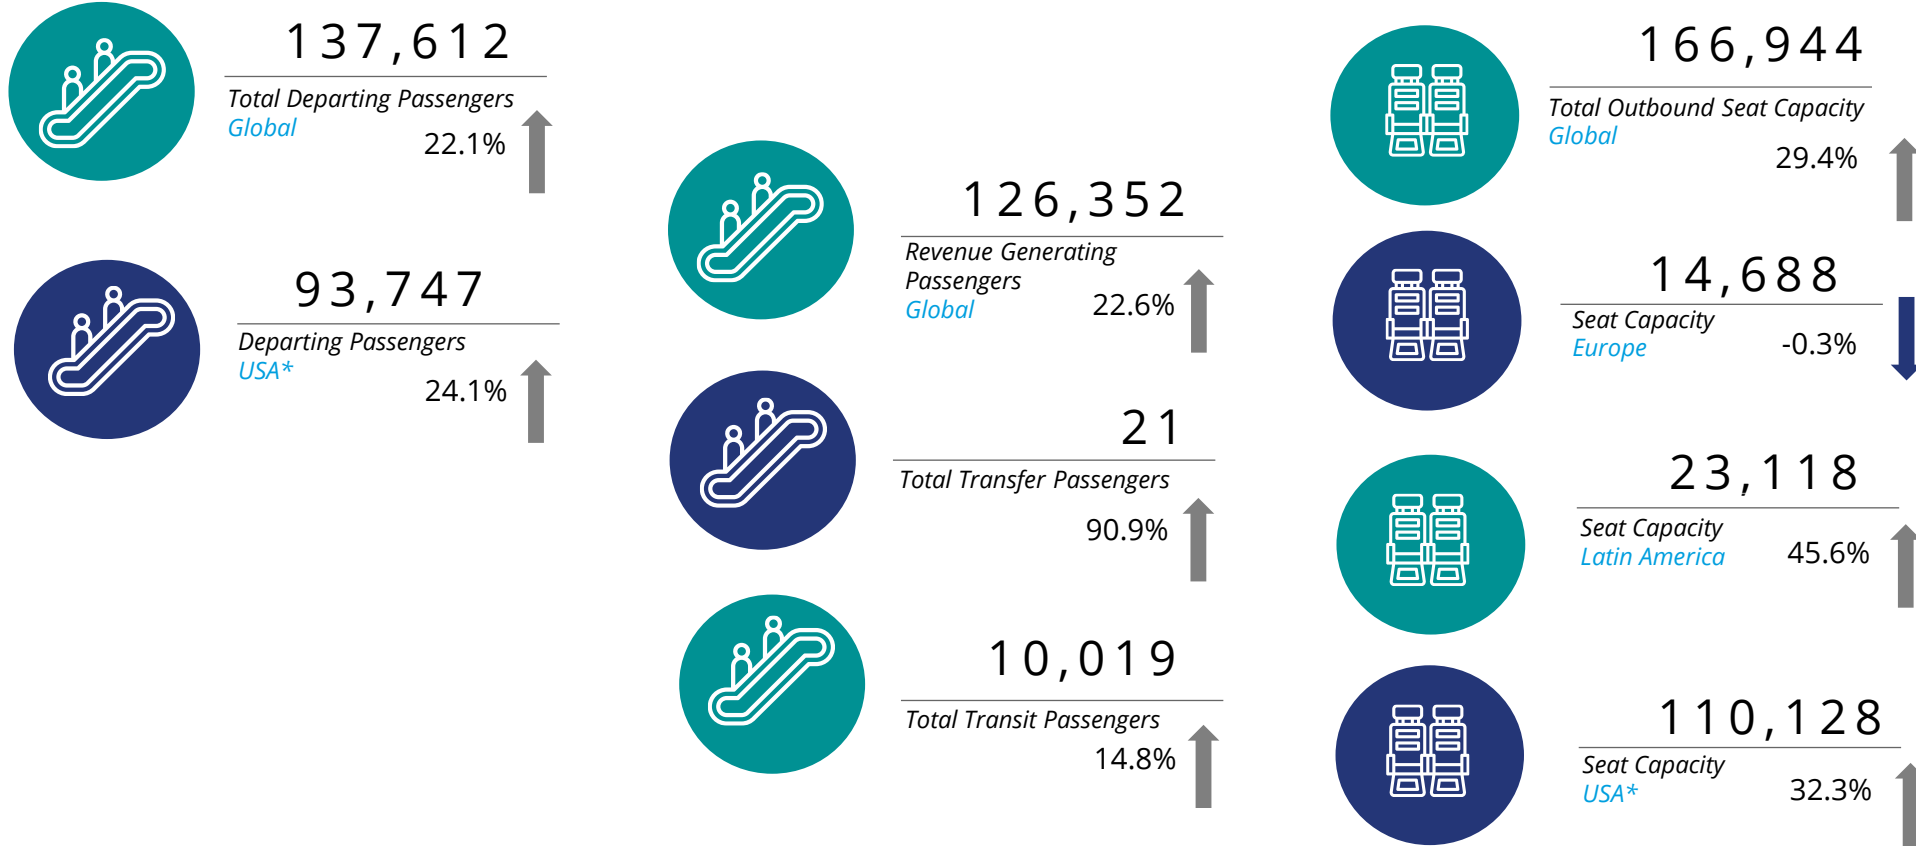 137,612
Total Departing Passengers
Global
22.1%
93,747
Departing Passengers
USA*
24.1%
126,352
Revenue Generating
Passengers
Global
22.6%
21
Total Transfer Passengers
90.9%
10,019
Total Transit Passengers
14.8%
166,944
Total Outbound Seat Capacity
Global
29.4%
14,688
Seat Capacity
Europe
-0.3%
23,118
Seat Capacity
Latin America
45.6%
110,128
Seat Capacity
USA*
32.3%